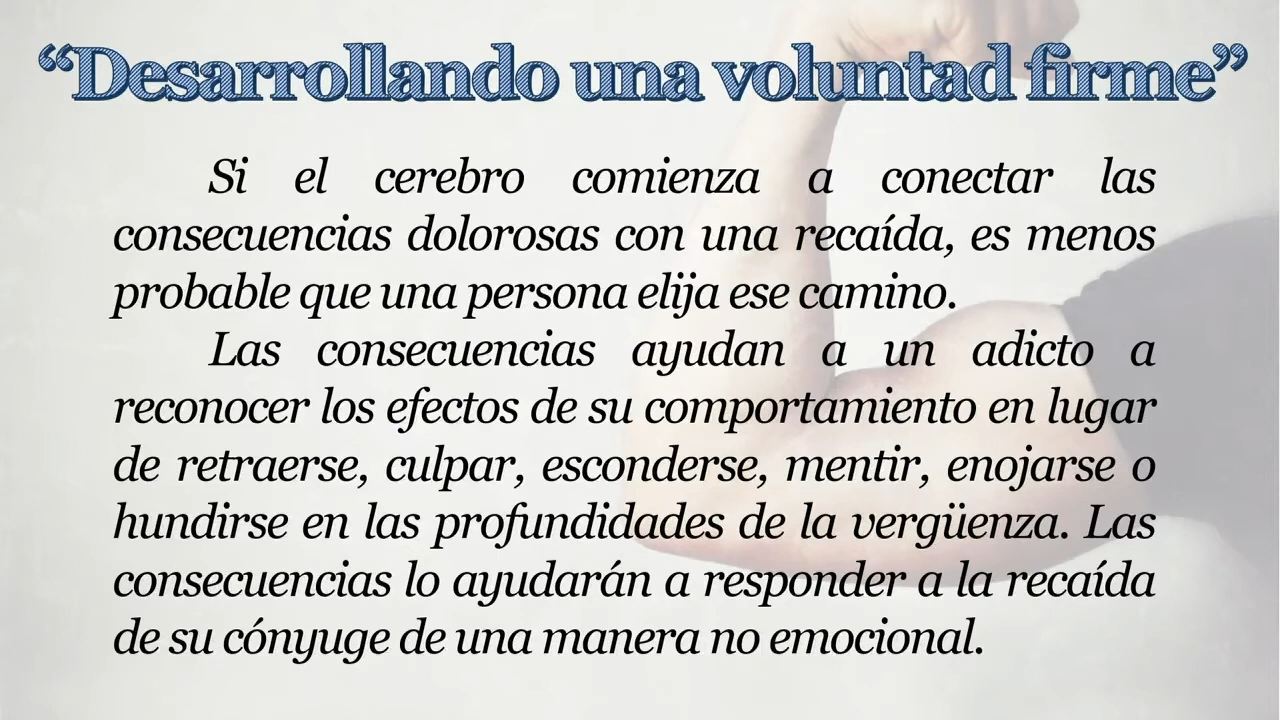 “Desarrollando una voluntad firme”
Si el cerebro comienza a conectar las
consecuencias dolorosas con una recaída, es menos
probable que una persona elija ese camino.
Las consecuencias ayudan a un adicto a
reconocer los efectos de su comportamiento en lugar
de retraerse, culpar, esconderse, mentir, enojarse o
hundirse en las profundidades de la vergüenza. Las
consecuencias lo ayudarán a responder a la recaída
de su cónyuge de una manera no emocional.